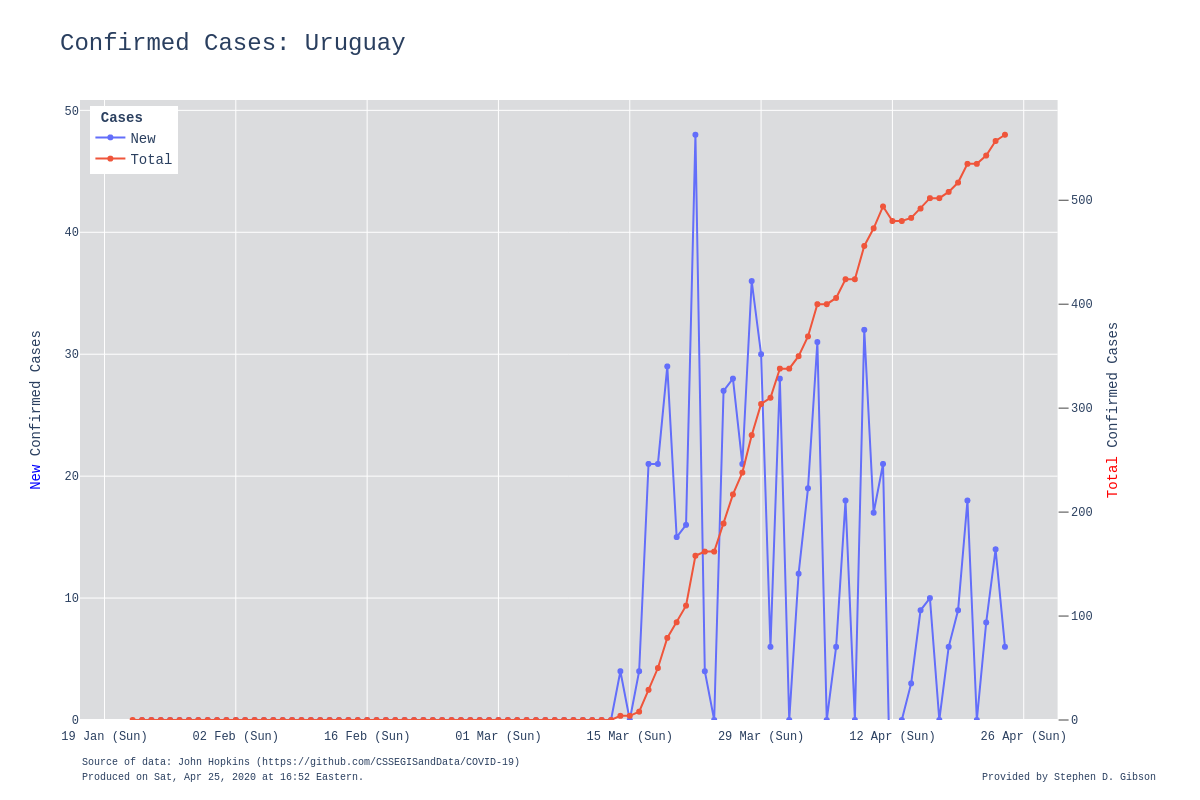 Confirmed Cases: Uruguay
Cases
New
Total
50
40
30
20
10
0
500
400
300
200
100
0
New Confirmed Cases
Total Confirmed Cases
19 Jan (Sun)
02 Feb (Sun)
16 Feb (Sun)
01 Mar (Sun)
15 Mar (Sun)
29 Mar (Sun)
12 Apr (Sun)
26 Apr (Sun)
Source of data: John Hopkins (https://github.com/CSSEGISandData/COVID-19)
Produced on Sat, Apr 25, 2020 at 16:52 Eastern.
Provided by Stephen D. Gibson